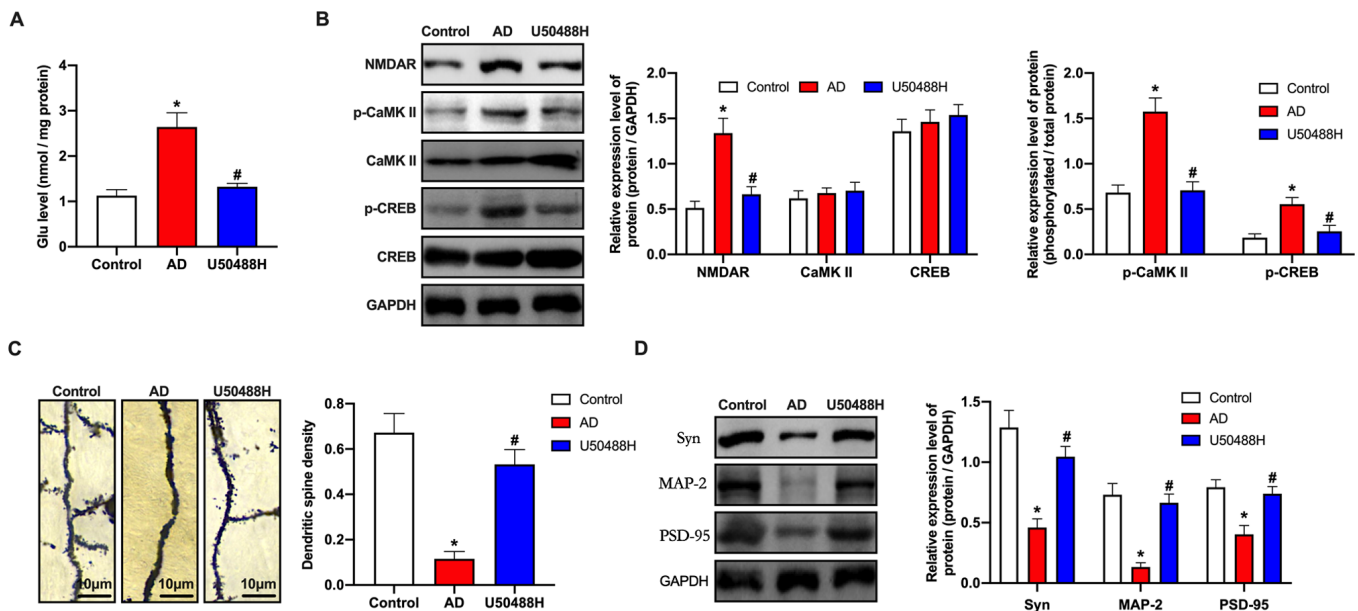 A
Glu level (nmol / mg protein)
4
3
2
1
0
*
#
Control AD U50488H
B
Control AD U50488H
NMDAR
p-CaMK II
CaMK II
p-CREB
CREB
GAPDH
Relative expression level of
protein (protein / GAPDH)
2.0
1.5
1.0
0.5
0.0
Control AD U50488H
*
#
NMDAR CaMK II CREB
Relative expression level of protein
(phosphorylated / total protein)
2.0
1.5
1.0
0.5
0.0
*
#
*
#
Control
AD
U50488H
p-CaMK II p-CREB
C
Control AD U50488H
10μm 10μm 10μm
Dendritic spine density
0.8
0.6
0.4
0.2
0.0
*
#
Control
AD
U50488H
Control AD U50488H
D
Control AD U50488H
Syn
MAP-2
PSD-95
GAPDH
Relative expression level of
protein (protein / GAPDH)
1.5
1.0
0.5
0.0
*
#
*
#
*
#
Control
AD
U50488H
Syn MAP-2 PSD-95